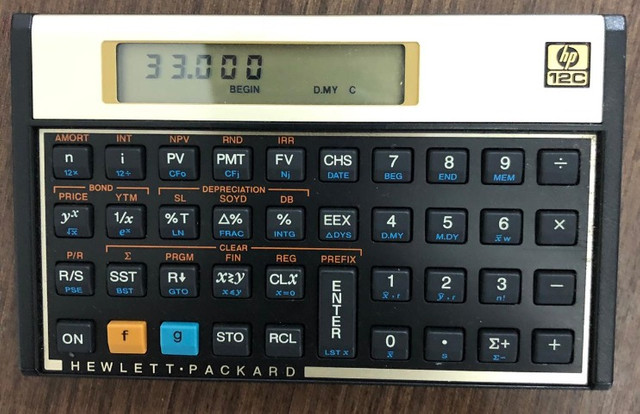 33.000
BEGIN D.MY C
hp
12C
AMORT INT NPV RND IRR
n i PV PMT FV CHS 7 8 9 ÷
12× 12÷ CFo CFj Nj DATE BEG END MEM
BOND DEPRECIATION
PRICE YTM SL SOYD DB
yˣ 1/x %T Δ% % EEX 4 5 6 ×
√x eˣ LN FRAC INTG ΔDYS D.MY M.DY x̄w
CLEAR
P/R Σ PRGM FIN REG PREFIX
R/S SST R↓ x≷y CLx ENTER 1 2 3 −
PSE BST GTO x≤y x=0 x̂,r ŷ,r n!
ON f g STO RCL 0 · Σ+ +
LST x x̄ s Σ−
HEWLETT·PACKARD